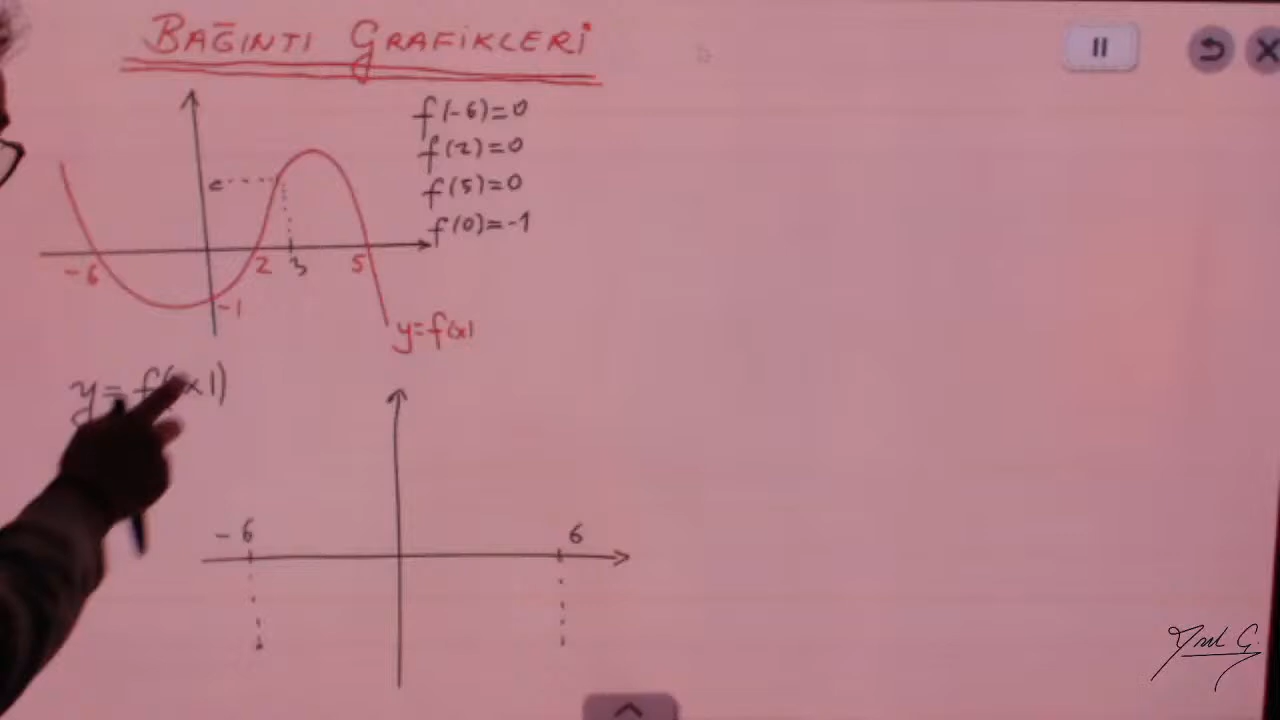 BAĞINTI GRAFİKLERİ
f(-6)=0
f(2)=0
f(5)=0
f(0)=-1
-6
2
3
5
-1
y=f(x)
-6
6